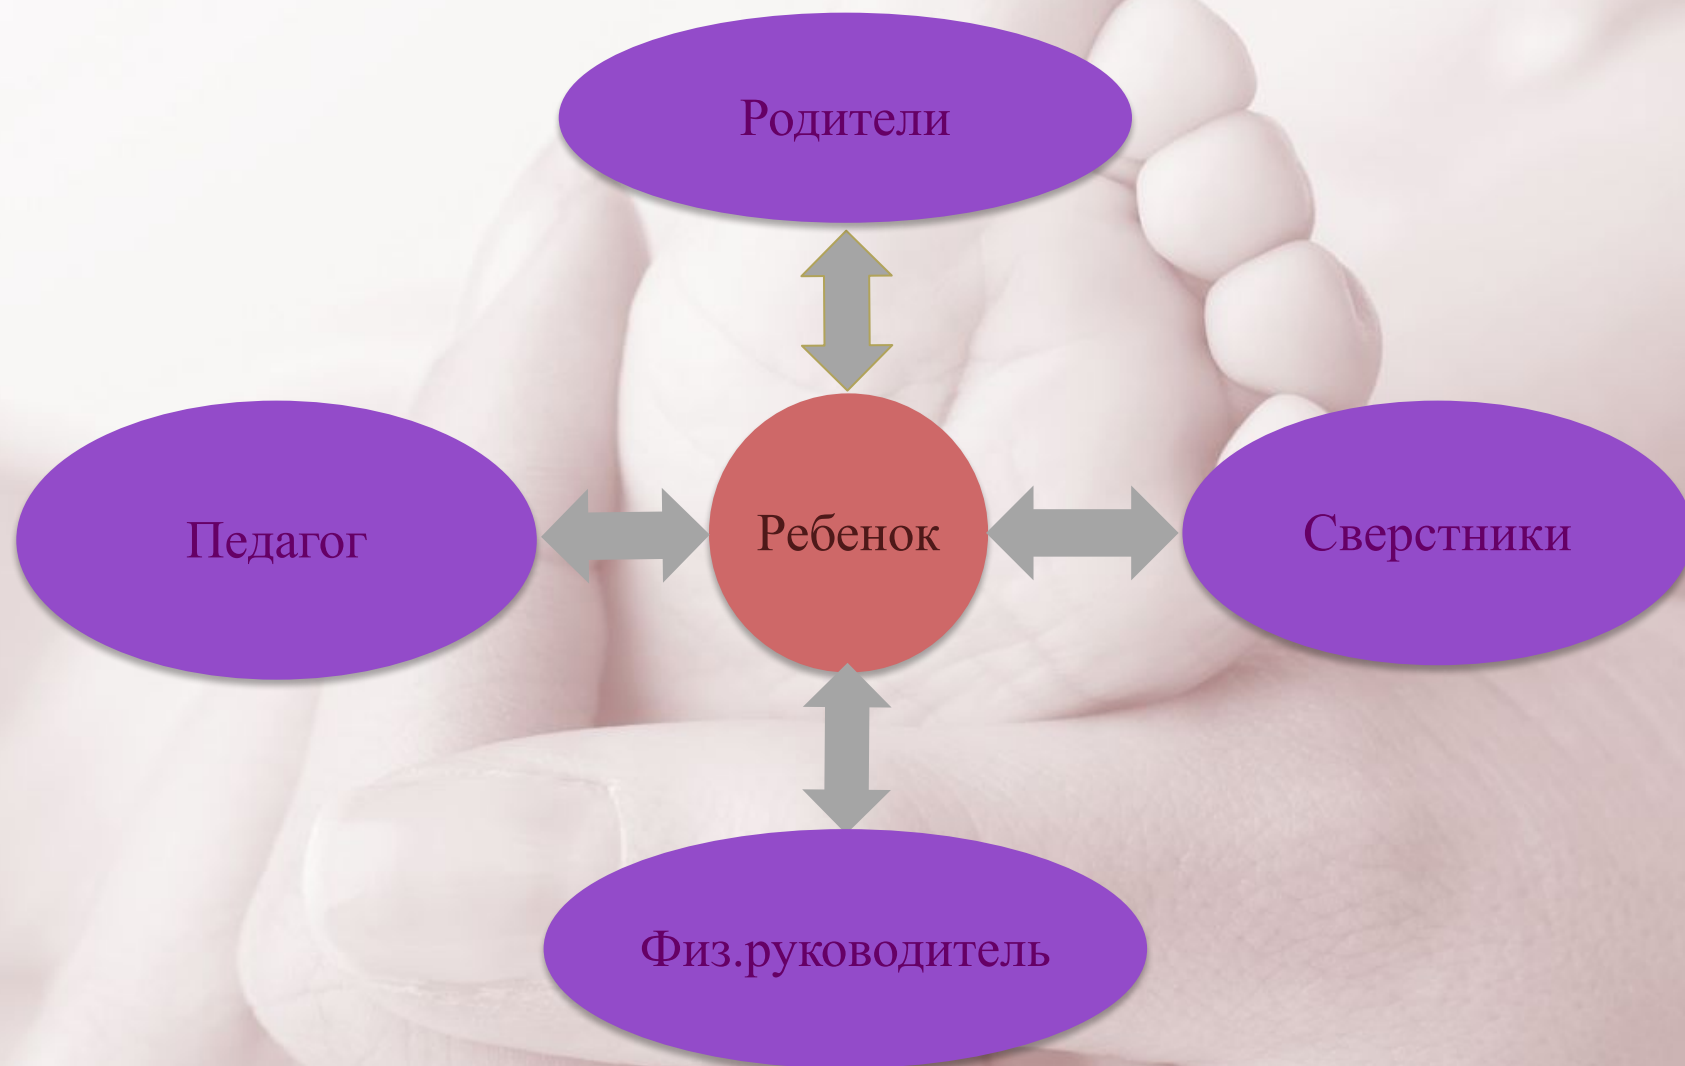 Родители
Педагог
Ребенок
Сверстники
Физ.руководитель